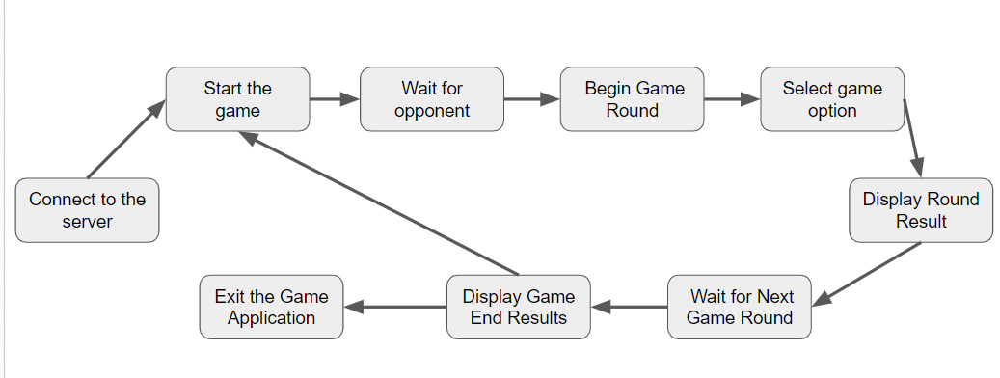 Start the
game
Wait for
opponent
Begin Game
Round
Select game
option
Connect to the
server
Display Round
Result
Exit the Game
Application
Display Game
End Results
Wait for Next
Game Round